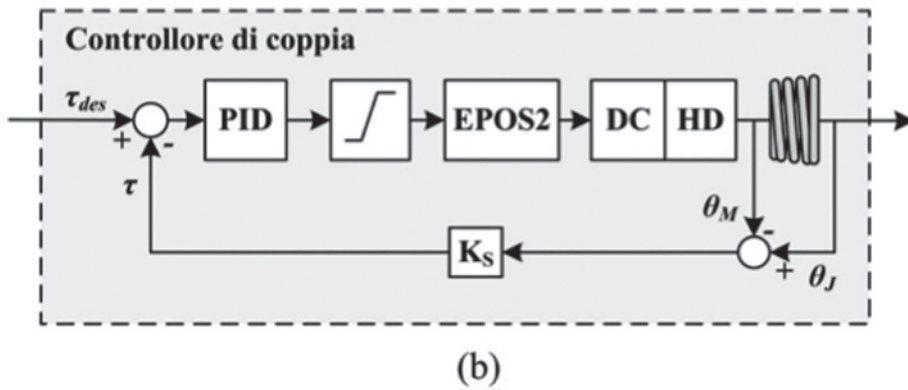 Controllore di coppia
τdes
+
-
PID
EPOS2
DC
HD
τ
θM
-
KS
+
θJ
(b)